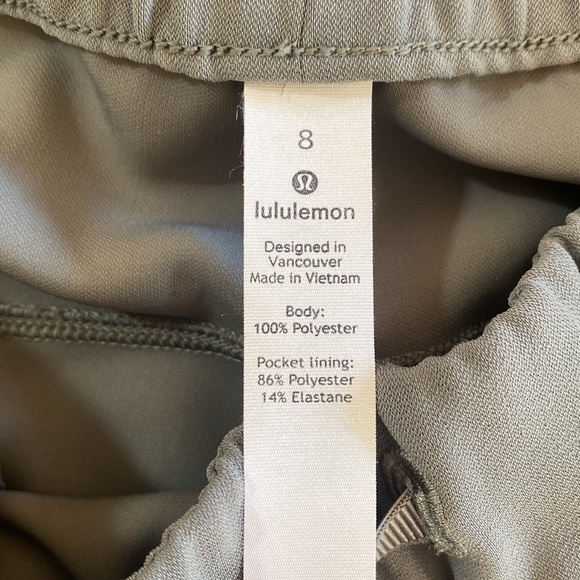 8
lululemon
Designed in
Vancouver
Made in Vietnam
Body:
100% Polyester
Pocket lining:
86% Polyester
14% Elastane